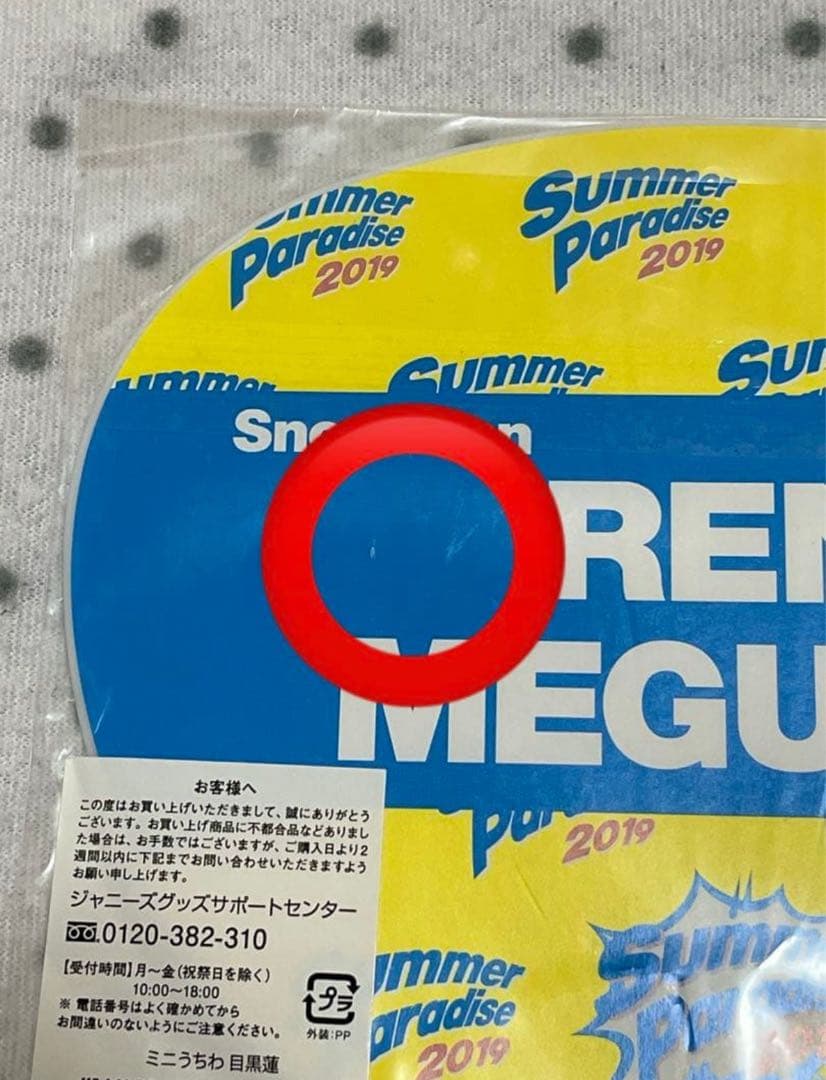 Summer
Paradise
2019
Summer
Paradise
2019
Summer
Summer
Sn
n
REN
MEGU
2019
お客様へ
この度はお買い上げいただきまして、誠にありがとう
ございます。お買い上げ商品に不都合品などありまし
た場合は、お手数ではございますが、ご購入日より2
週間以内に下記までお問い合わせいただきますよう
お願い申し上げます。
ジャニーズグッズサポートセンター
0120-382-310
【受付時間】月〜金(祝祭日を除く)
10:00〜18:00
※ 電話番号はよく確かめてから
お間違いのないようにご注意ください。
プラ
外装:PP
ミニうちわ 目黒蓮
Summer
Paradise
2019